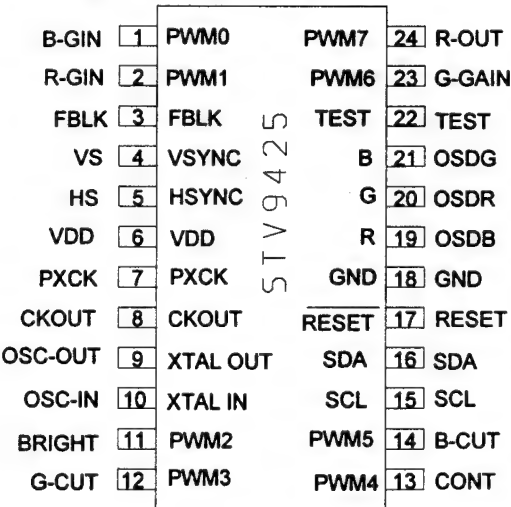 B-GIN 1 PWM0 PWM7 24 R-OUT
R-GIN 2 PWM1 PWM6 23 G-GAIN
FBLK 3 FBLK TEST 22 TEST
VS 4 VSYNC B 21 OSDG
HS 5 HSYNC G 20 OSDR
VDD 6 VDD R 19 OSDB
PXCK 7 PXCK GND 18 GND
CKOUT 8 CKOUT RESET 17 RESET
OSC-OUT 9 XTAL OUT SDA 16 SDA
OSC-IN 10 XTAL IN SCL 15 SCL
BRIGHT 11 PWM2 PWM5 14 B-CUT
G-CUT 12 PWM3 PWM4 13 CONT
STV9425